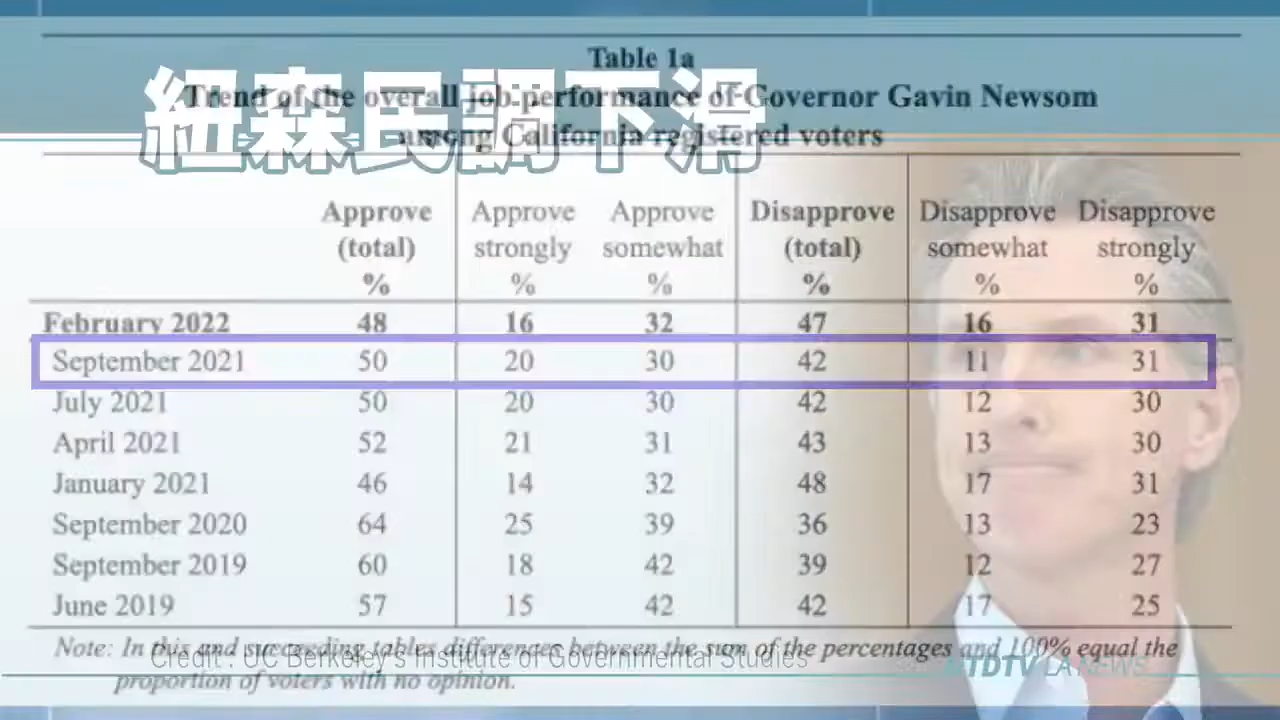 Table 1a
紐森民調下滑
Trend of the overall job performance of Governor Gavin Newsom
among California registered voters
Approve (total) % Approve strongly % Approve somewhat % Disapprove (total) % Disapprove somewhat % Disapprove strongly %
February 2022 48 16 32 47 16 31
September 2021 50 20 30 42 11 31
July 2021 50 20 30 42 12 30
April 2021 52 21 31 43 13 30
January 2021 46 14 32 48 17 31
September 2020 64 25 39 36 13 23
September 2019 60 18 42 39 12 27
June 2019 57 15 42 42 17 25
Note: In this and succeeding tables differences between the sum of the percentages and 100% equal the
Credit : UC Berkeley's Institute of Governmental Studies
NTDTV LA NEWS
proportion of voters with no opinion.